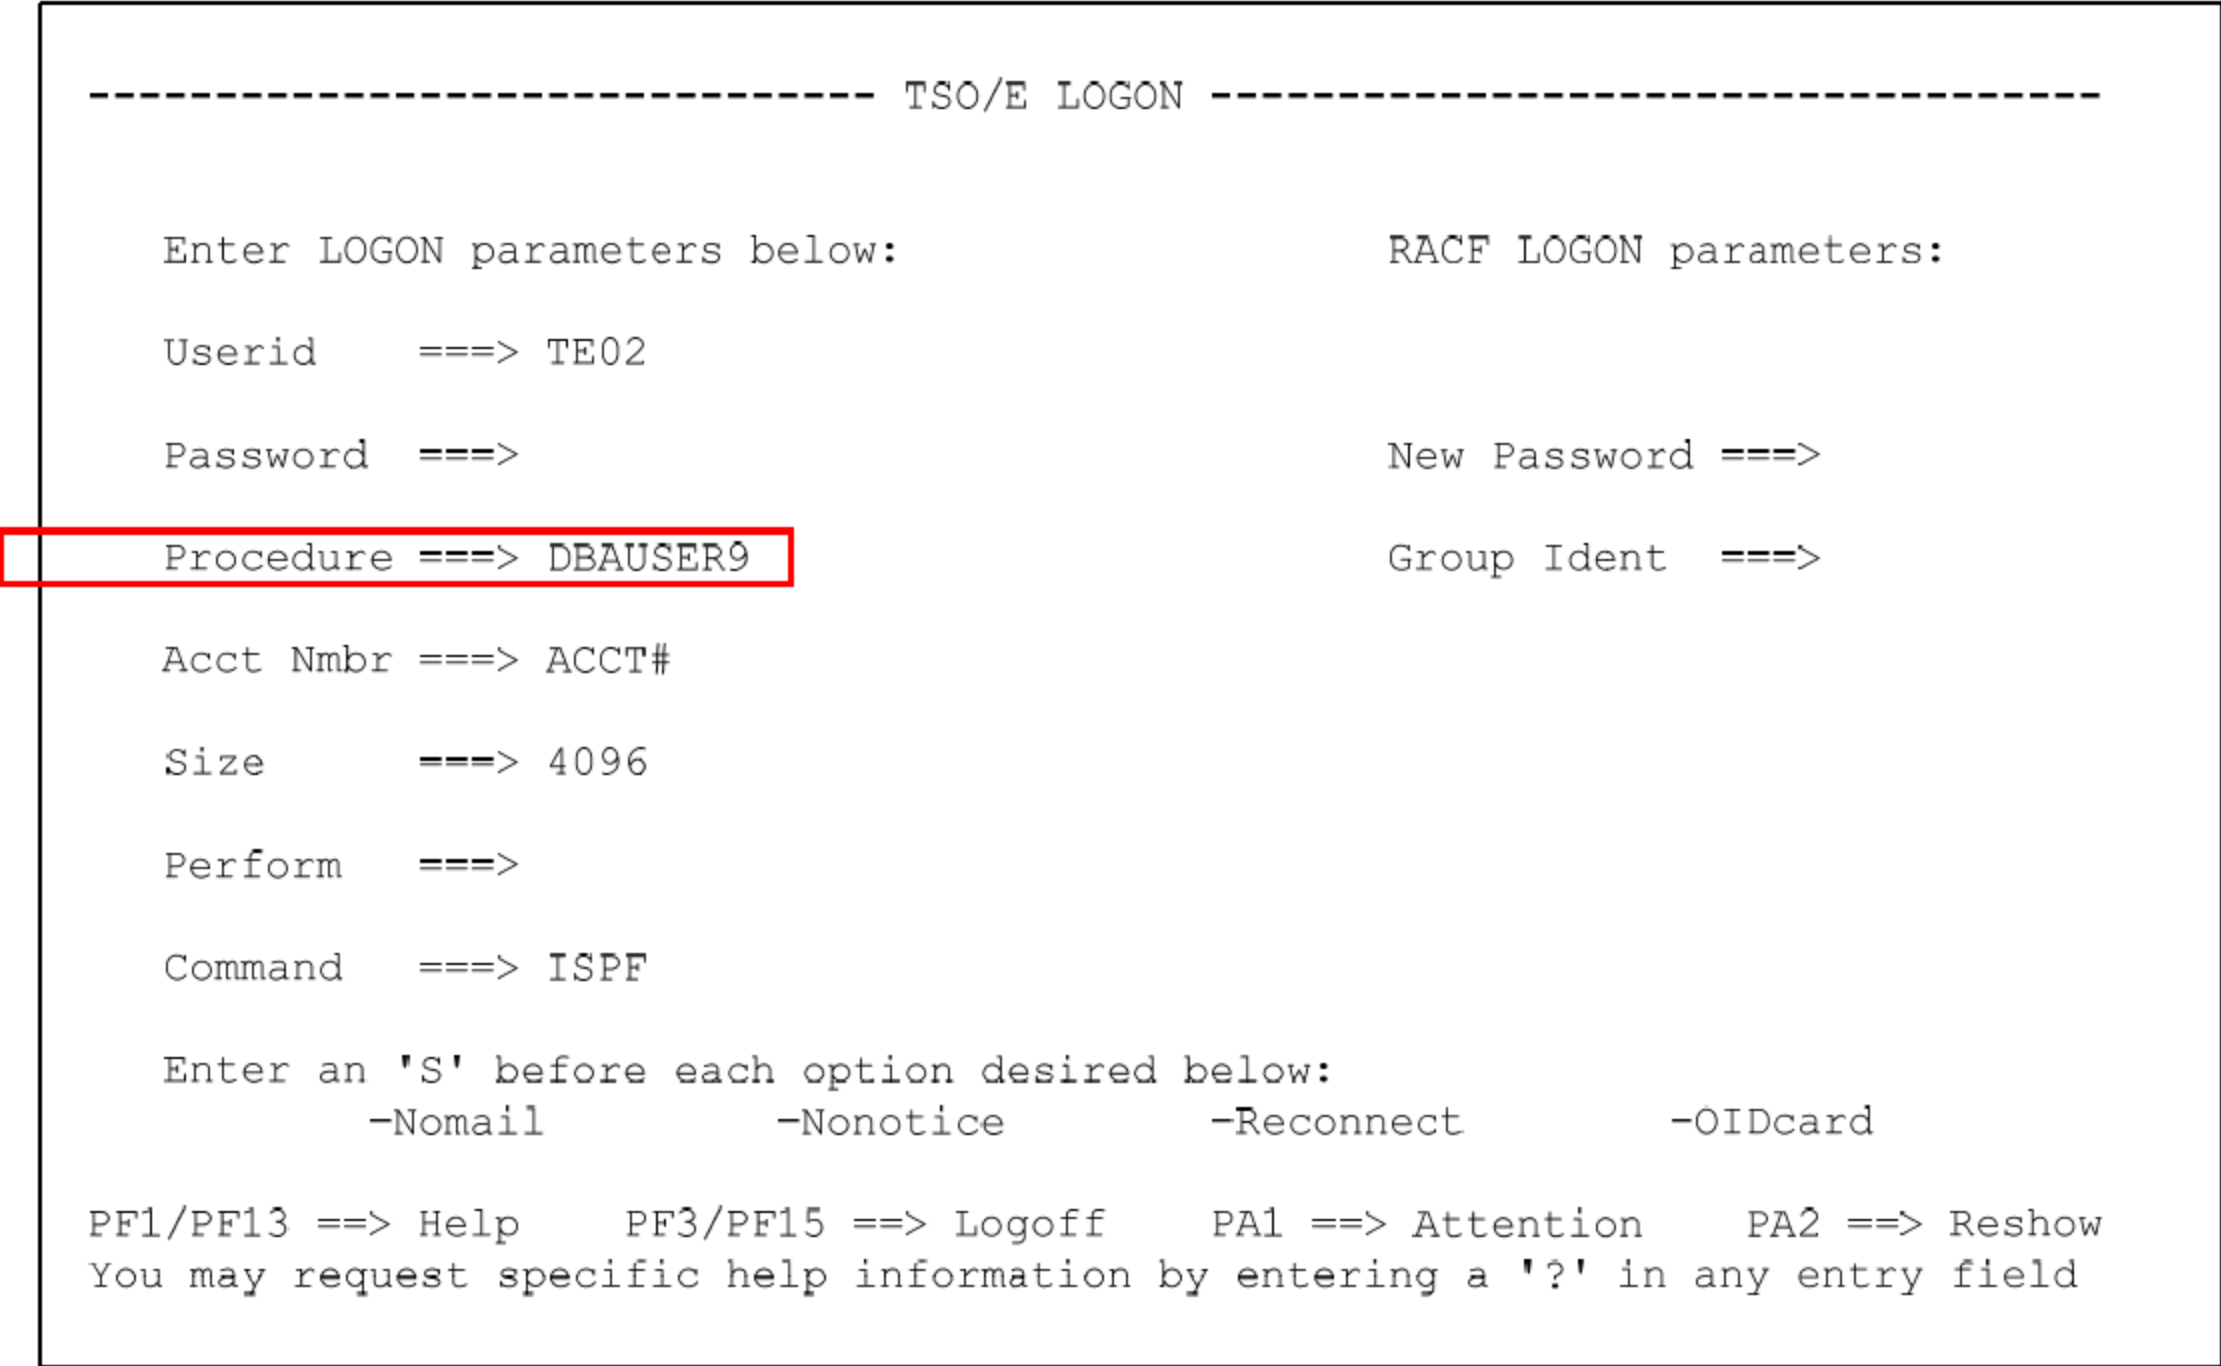 ------------------------------- TSO/E LOGON -----------------------------------
Enter LOGON parameters below: RACF LOGON parameters:
Userid ===> TE02
Password ===> New Password ===>
Procedure ===> DBAUSER9 Group Ident ===>
Acct Nmbr ===> ACCT#
Size ===> 4096
Perform ===>
Command ===> ISPF
Enter an 'S' before each option desired below:
-Nomail -Nonotice -Reconnect -OIDcard
PF1/PF13 ==> Help PF3/PF15 ==> Logoff PA1 ==> Attention PA2 ==> Reshow
You may request specific help information by entering a '?' in any entry field